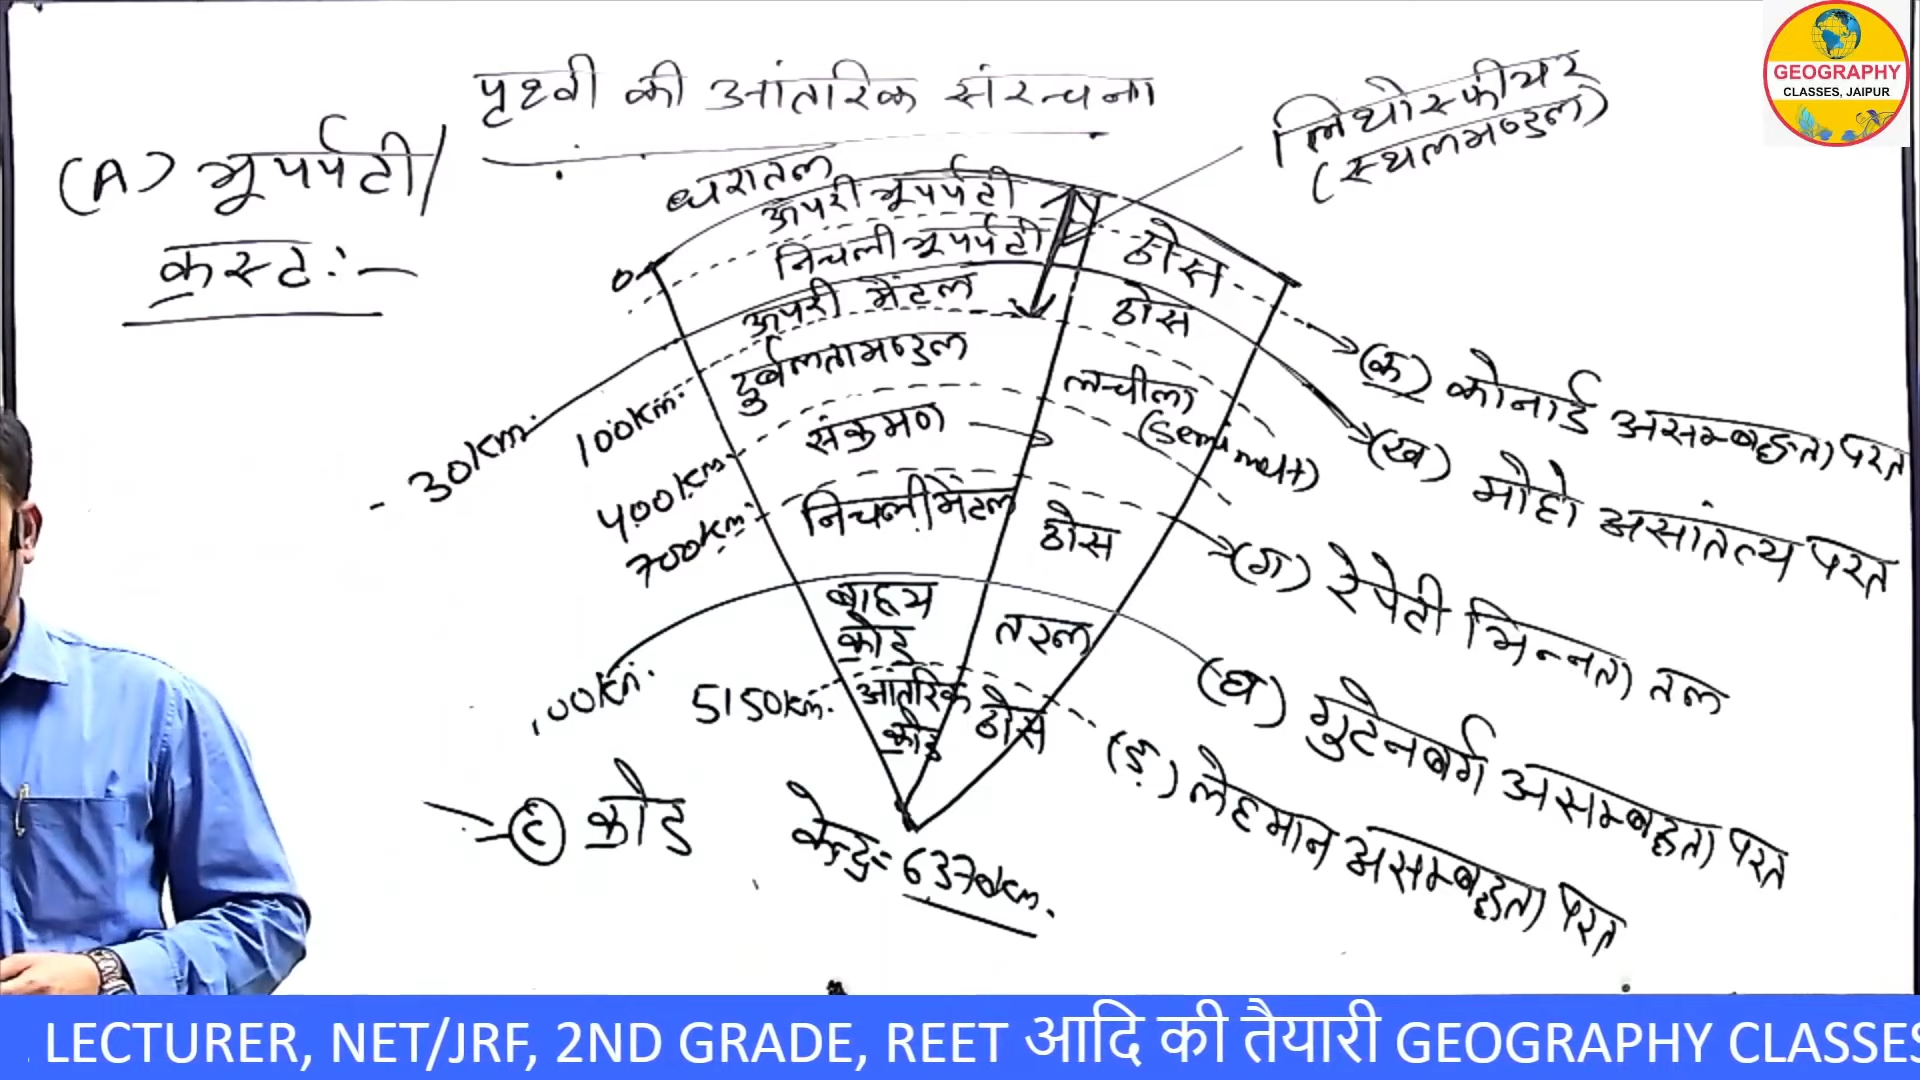 पृथ्वी की आंतरिक संरचना
(A) भूपर्पटी/
क्रस्ट:-
लिथोस्फीयर
(स्थलमण्डल)
GEOGRAPHY
CLASSES, JAIPUR
धरातल
0
ऊपरी भूपर्पटी
निचली भूपर्पटी
ठोस
ऊपरी मेंटल
ठोस
दुर्बलतामण्डल
लचीला
(semi melt)
संक्रमण
निचली मेंटल
ठोस
बाह्य
कोड
तरल
आंतरिक
कोड
ठोस
30km.
100km.
400km.
700km.
00km.
5150km.
(क) कोनार्ड असम्बद्धता परत
(ख) मोहो असांतत्य परत
(ग) रेपेटी भिन्नता तल
(घ) गुटेनबर्ग असम्बद्धता परत
(ङ) लेहमान असम्बद्धता परत
(C) कोड
केन्द्र = 6370km.
LECTURER, NET/JRF, 2ND GRADE, REET आदि की तैयारी GEOGRAPHY CLASSES